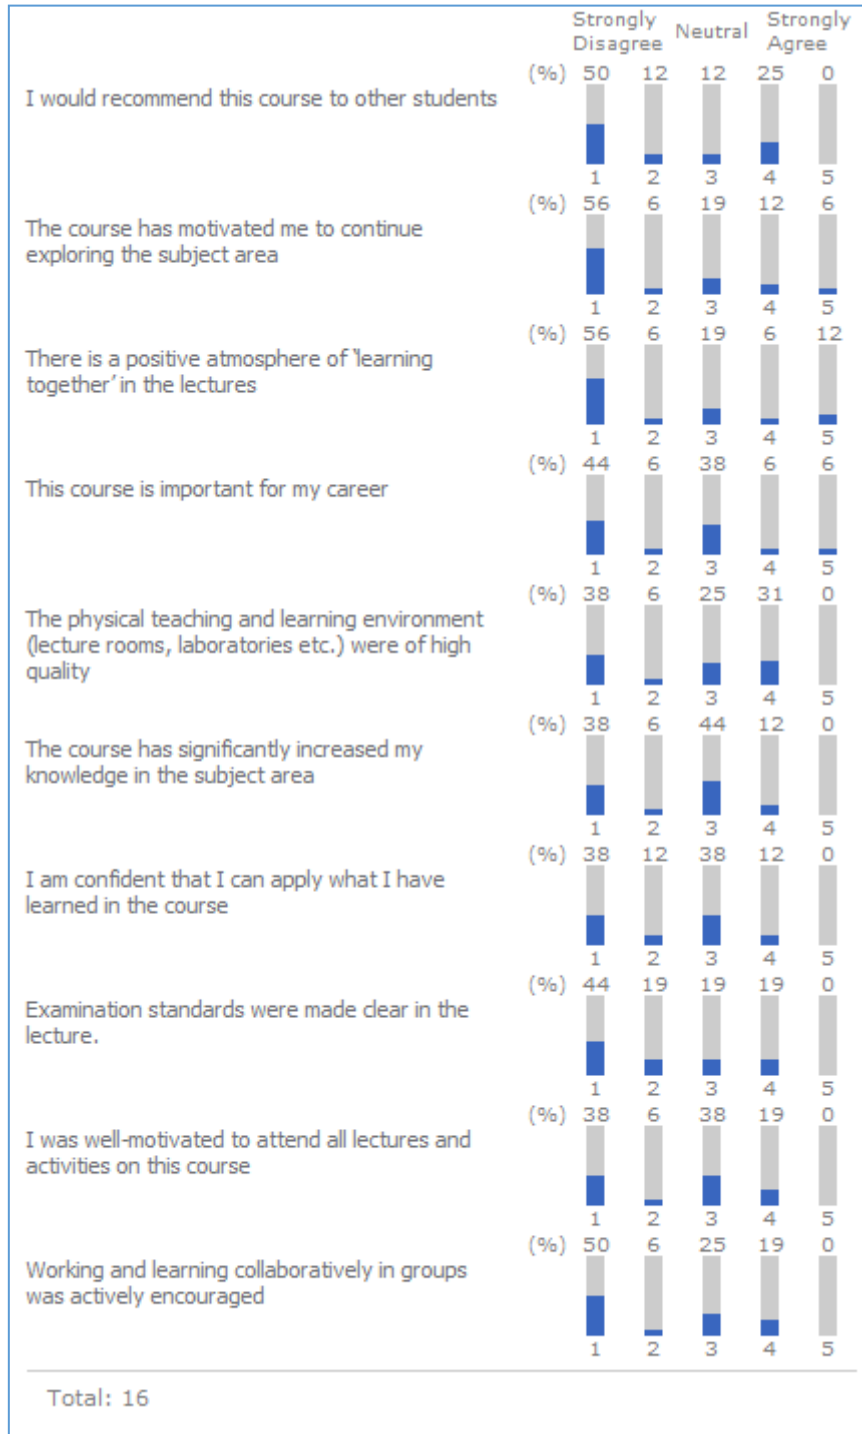 Strongly Disagree Neutral Strongly Agree
(%) 50 12 12 25 0
I would recommend this course to other students
1 2 3 4 5
(%) 56 6 19 12 6
The course has motivated me to continue
exploring the subject area
1 2 3 4 5
(%) 56 6 19 6 12
There is a positive atmosphere of ‘learning
together’ in the lectures
1 2 3 4 5
(%) 44 6 38 6 6
This course is important for my career
1 2 3 4 5
(%) 38 6 25 31 0
The physical teaching and learning environment
(lecture rooms, laboratories etc.) were of high
quality
1 2 3 4 5
(%) 38 6 44 12 0
The course has significantly increased my
knowledge in the subject area
1 2 3 4 5
(%) 38 12 38 12 0
I am confident that I can apply what I have
learned in the course
1 2 3 4 5
(%) 44 19 19 19 0
Examination standards were made clear in the
lecture.
1 2 3 4 5
(%) 38 6 38 19 0
I was well-motivated to attend all lectures and
activities on this course
1 2 3 4 5
(%) 50 6 25 19 0
Working and learning collaboratively in groups
was actively encouraged
1 2 3 4 5
Total: 16